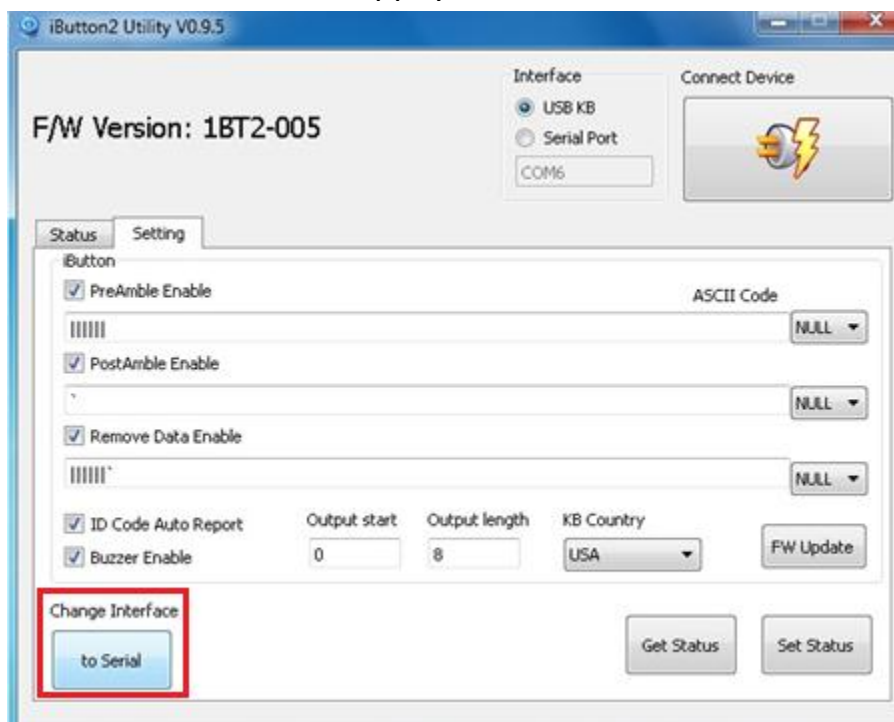 iButton2 Utility V0.9.5
Interface
Connect Device
F/W Version: 1BT2-005
USB KB
Serial Port
COM6
Status Setting
iButton
PreAmble Enable
ASCII Code
||||||
NULL
PostAmble Enable
`
NULL
Remove Data Enable
||||||`
NULL
ID Code Auto Report
Output start Output length KB Country
Buzzer Enable
0 8 USA
FW Update
Change Interface
to Serial
Get Status Set Status